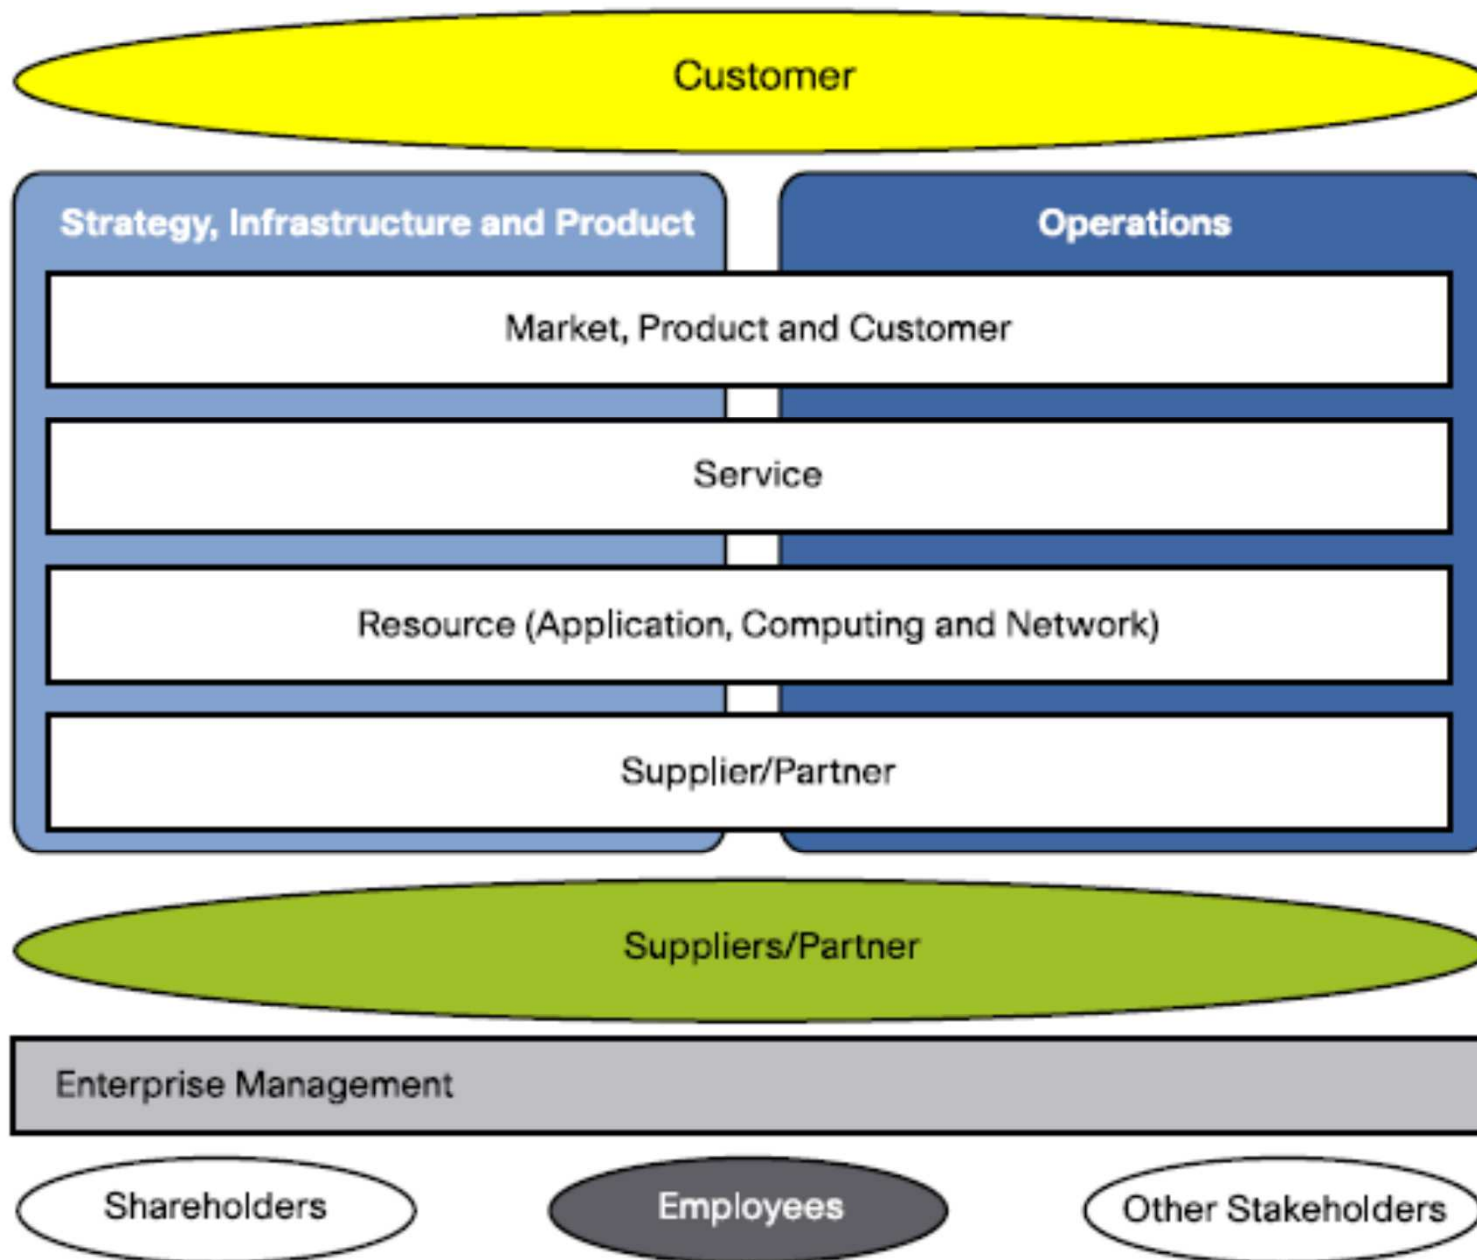 Customer
Strategy, Infrastructure and Product
Operations
Market, Product and Customer
Service
Resource (Application, Computing and Network)
Supplier/Partner
Suppliers/Partner
Enterprise Management
Shareholders
Employees
Other Stakeholders